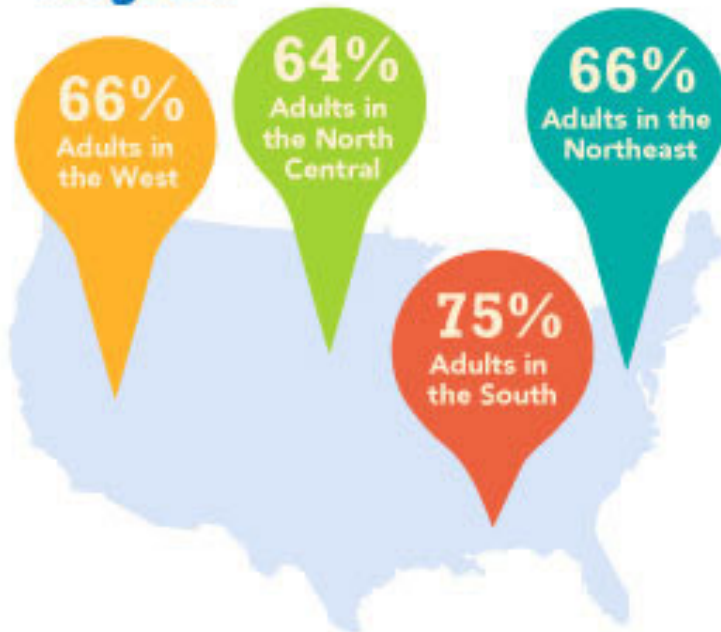 66%
Adults in
the West
64%
Adults in
the North
Central
66%
Adults in the
Northeast
75%
Adults in
the South